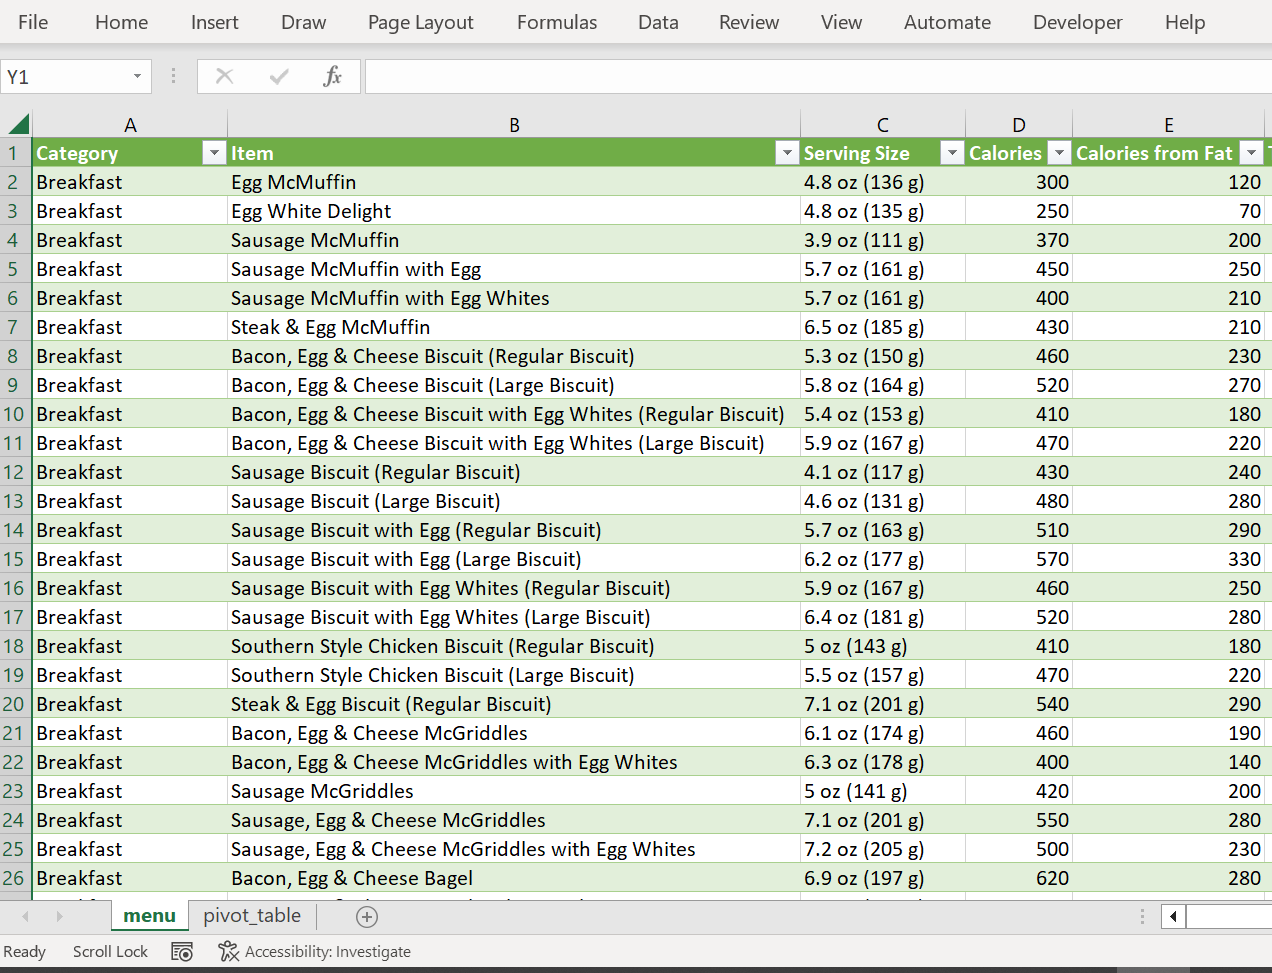 File Home Insert Draw Page Layout Formulas Data Review View Automate Developer Help
Y1 fx
A B C D E
1 Category Item Serving Size Calories Calories from Fat
2 Breakfast Egg McMuffin 4.8 oz (136 g) 300 120
3 Breakfast Egg White Delight 4.8 oz (135 g) 250 70
4 Breakfast Sausage McMuffin 3.9 oz (111 g) 370 200
5 Breakfast Sausage McMuffin with Egg 5.7 oz (161 g) 450 250
6 Breakfast Sausage McMuffin with Egg Whites 5.7 oz (161 g) 400 210
7 Breakfast Steak & Egg McMuffin 6.5 oz (185 g) 430 210
8 Breakfast Bacon, Egg & Cheese Biscuit (Regular Biscuit) 5.3 oz (150 g) 460 230
9 Breakfast Bacon, Egg & Cheese Biscuit (Large Biscuit) 5.8 oz (164 g) 520 270
10 Breakfast Bacon, Egg & Cheese Biscuit with Egg Whites (Regular Biscuit) 5.4 oz (153 g) 410 180
11 Breakfast Bacon, Egg & Cheese Biscuit with Egg Whites (Large Biscuit) 5.9 oz (167 g) 470 220
12 Breakfast Sausage Biscuit (Regular Biscuit) 4.1 oz (117 g) 430 240
13 Breakfast Sausage Biscuit (Large Biscuit) 4.6 oz (131 g) 480 280
14 Breakfast Sausage Biscuit with Egg (Regular Biscuit) 5.7 oz (163 g) 510 290
15 Breakfast Sausage Biscuit with Egg (Large Biscuit) 6.2 oz (177 g) 570 330
16 Breakfast Sausage Biscuit with Egg Whites (Regular Biscuit) 5.9 oz (167 g) 460 250
17 Breakfast Sausage Biscuit with Egg Whites (Large Biscuit) 6.4 oz (181 g) 520 280
18 Breakfast Southern Style Chicken Biscuit (Regular Biscuit) 5 oz (143 g) 410 180
19 Breakfast Southern Style Chicken Biscuit (Large Biscuit) 5.5 oz (157 g) 470 220
20 Breakfast Steak & Egg Biscuit (Regular Biscuit) 7.1 oz (201 g) 540 290
21 Breakfast Bacon, Egg & Cheese McGriddles 6.1 oz (174 g) 460 190
22 Breakfast Bacon, Egg & Cheese McGriddles with Egg Whites 6.3 oz (178 g) 400 140
23 Breakfast Sausage McGriddles 5 oz (141 g) 420 200
24 Breakfast Sausage, Egg & Cheese McGriddles 7.1 oz (201 g) 550 280
25 Breakfast Sausage, Egg & Cheese McGriddles with Egg Whites 7.2 oz (205 g) 500 230
26 Breakfast Bacon, Egg & Cheese Bagel 6.9 oz (197 g) 620 280
menu pivot_table
Ready Scroll Lock Accessibility: Investigate